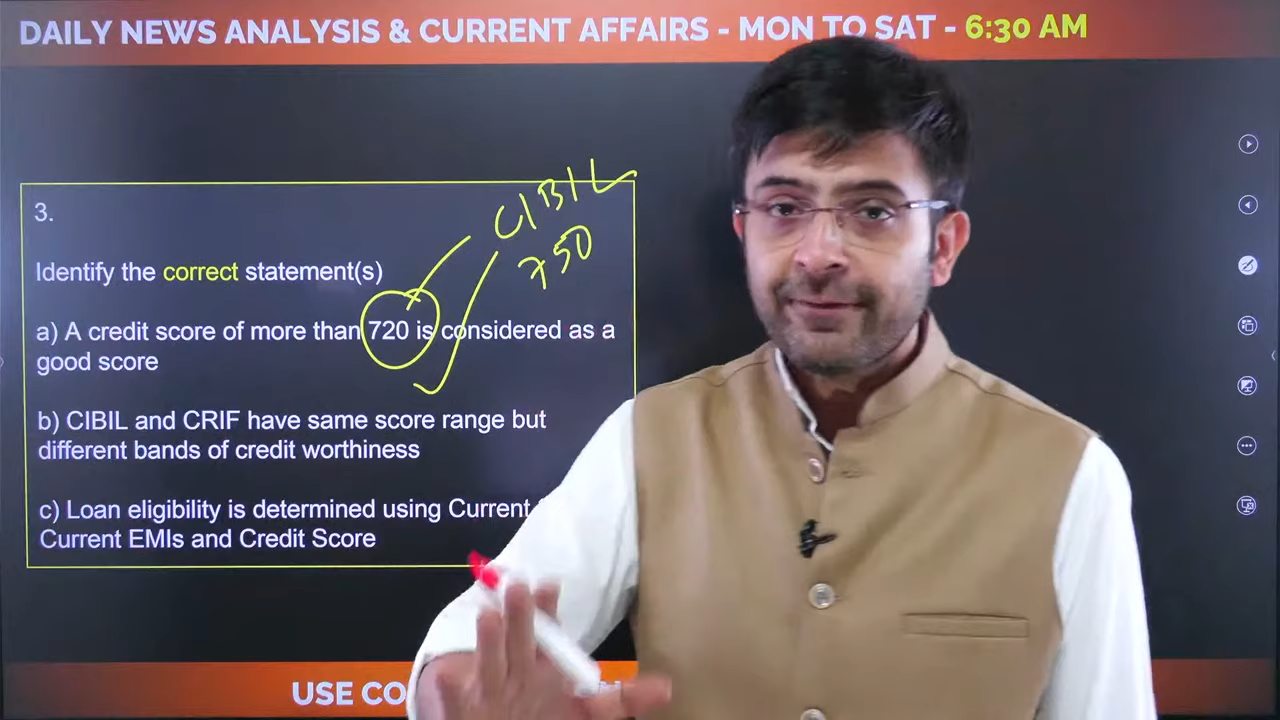 DAILY NEWS ANALYSIS & CURRENT AFFAIRS - MON TO SAT - 6:30 AM
CIBIL
750
3.
Identify the correct statement(s)
a) A credit score of more than 720 is considered as a
good score
b) CIBIL and CRIF have same score range but
different bands of credit worthiness
c) Loan eligibility is determined using Current
Current EMIs and Credit Score
USE